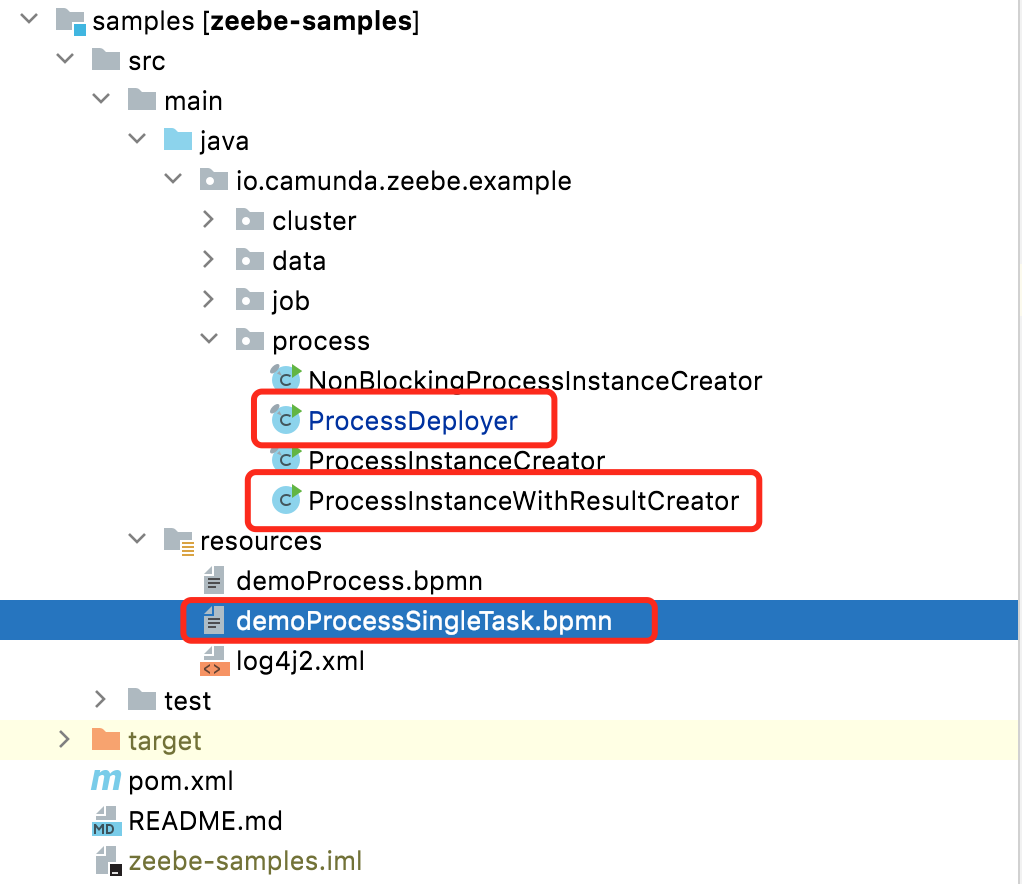 samples [zeebe-samples]
src
main
java
io.camunda.zeebe.example
cluster
data
job
process
C NonBlockingProcessInstanceCreator
C ProcessDeployer
C ProcessInstanceCreator
C ProcessInstanceWithResultCreator
resources
demoProcess.bpmn
demoProcessSingleTask.bpmn
<> log4j2.xml
test
target
m pom.xml
MD README.md
zeebe-samples.iml